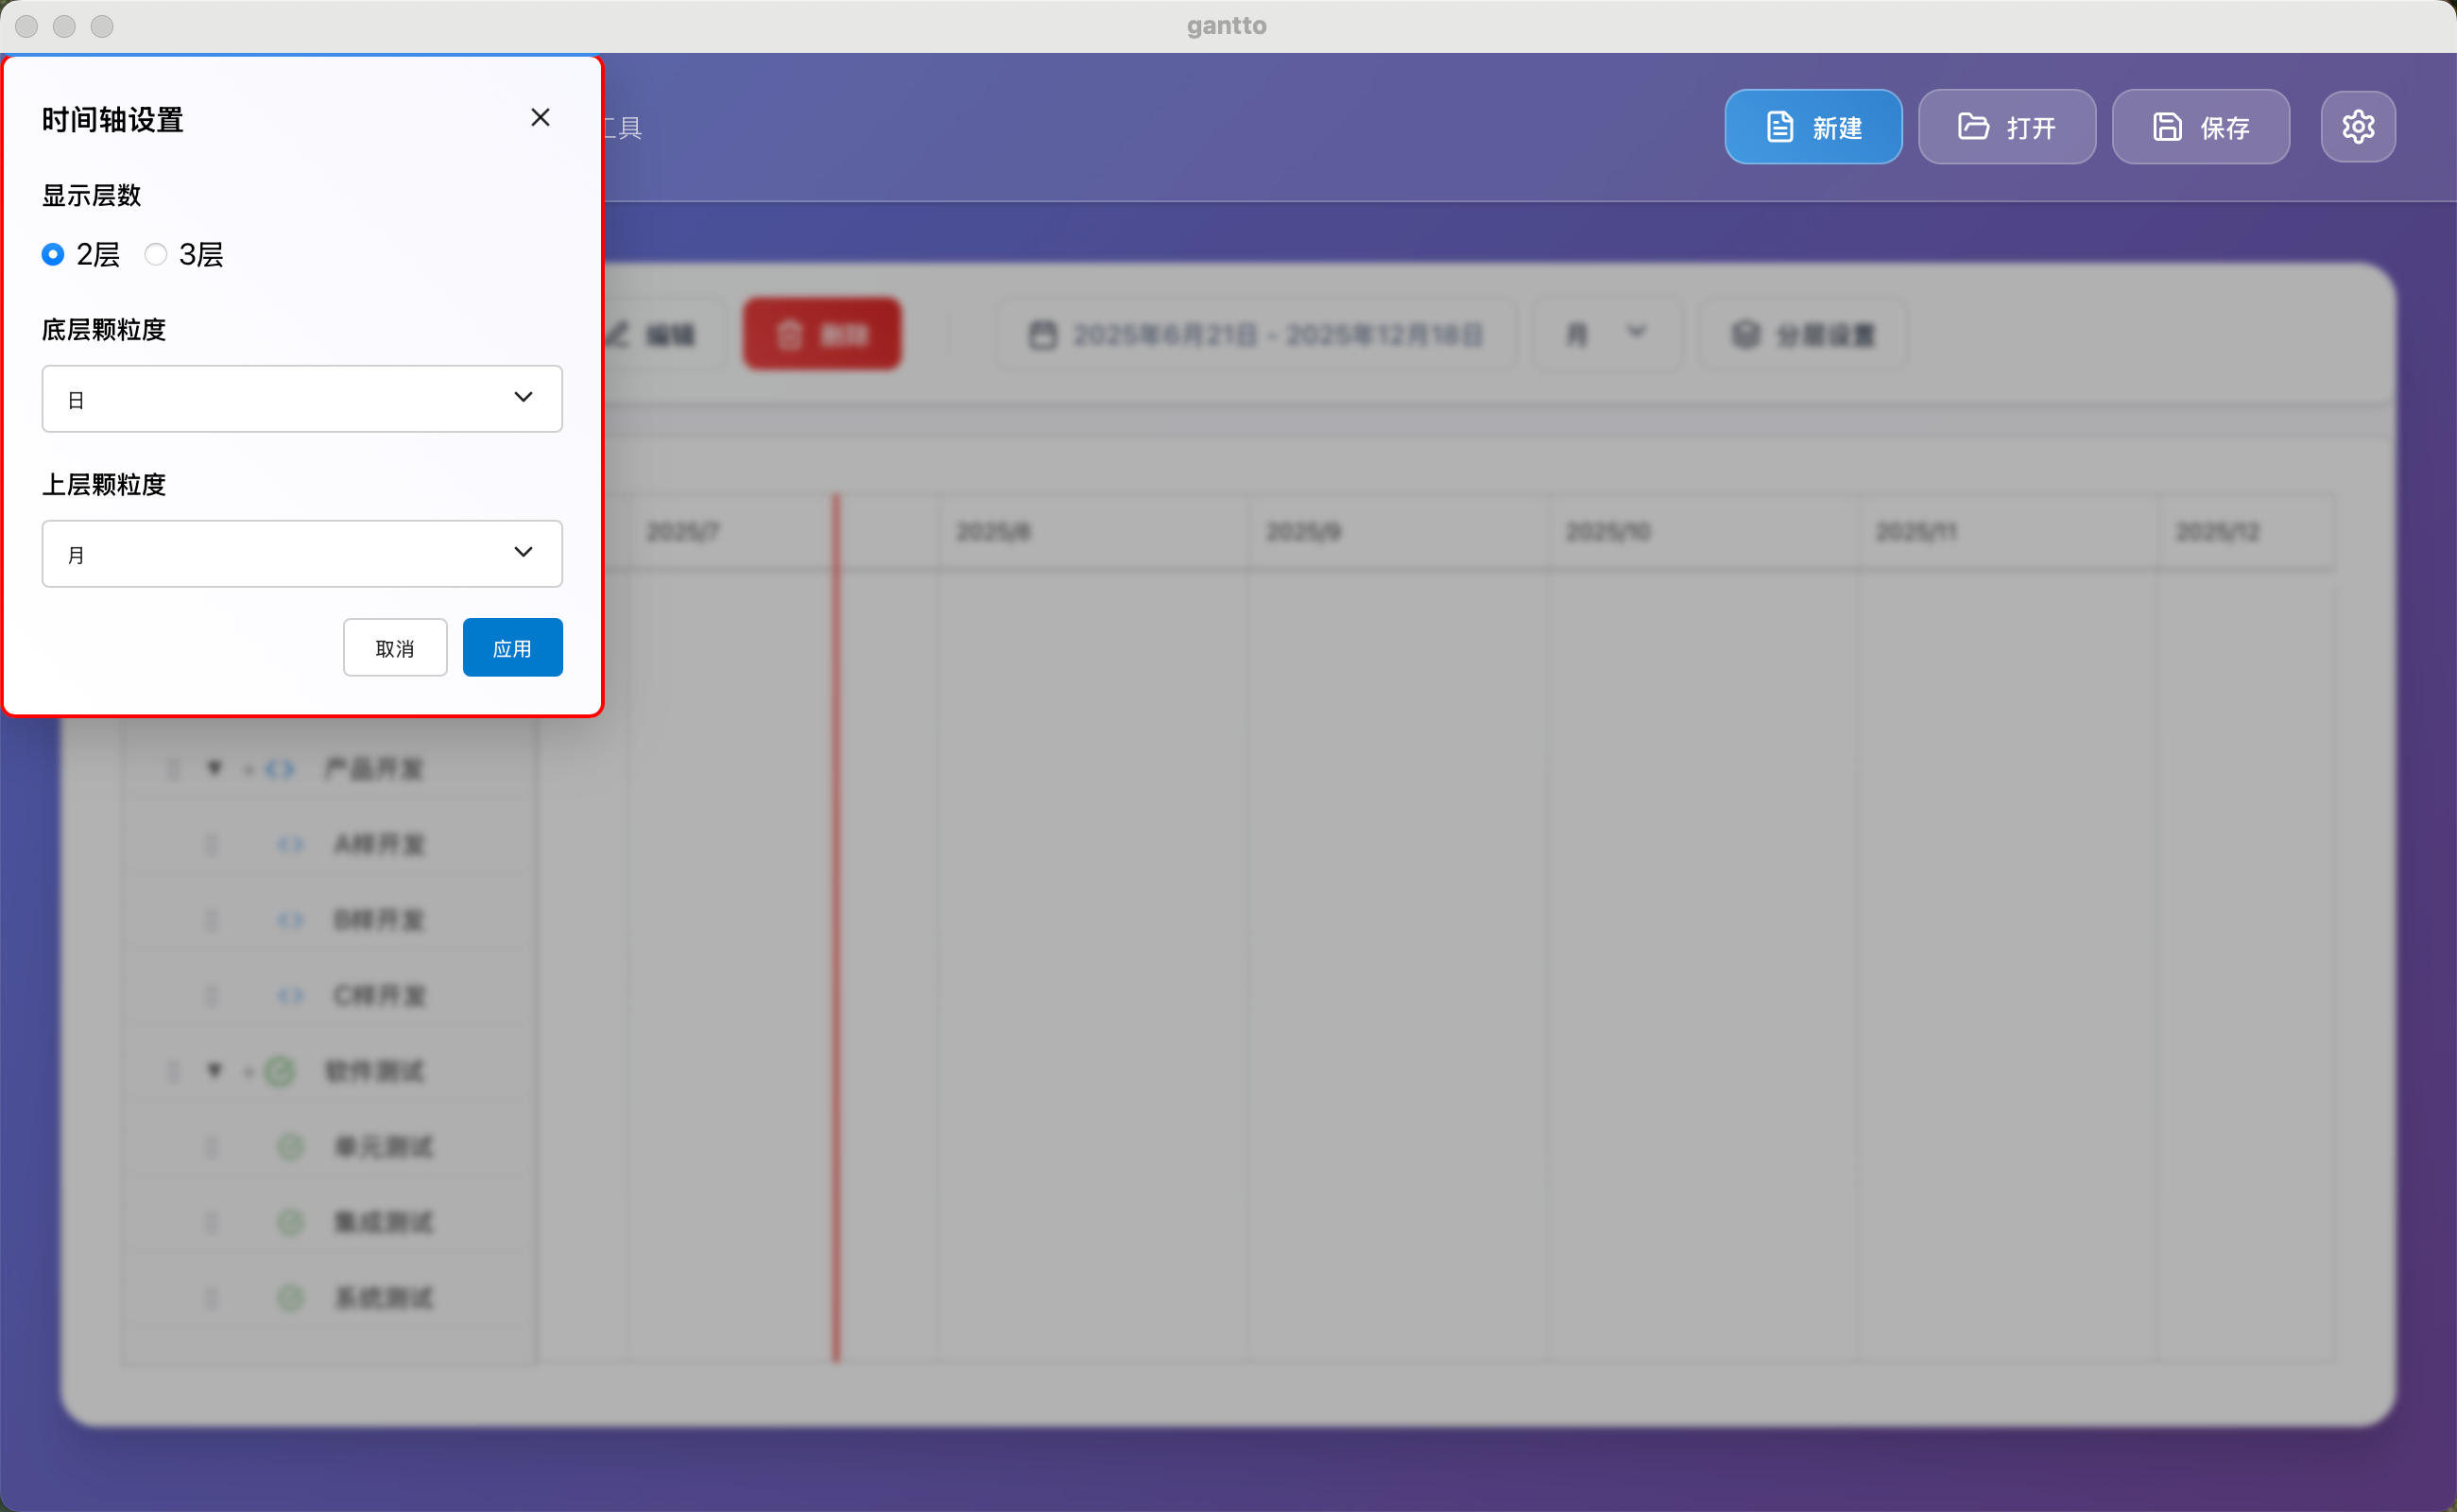 gantto
时间轴设置
工具
新建
打开
保存
显示层数
2层
3层
底层颗粒度
日
上层颗粒度
月
取消
应用
编辑
删除
2025年6月21日 - 2025年12月18日
月
分层设置
2025/7
2025/8
2025/9
2025/10
2025/11
2025/12
产品开发
A样开发
B样开发
C样开发
软件测试
单元测试
集成测试
系统测试